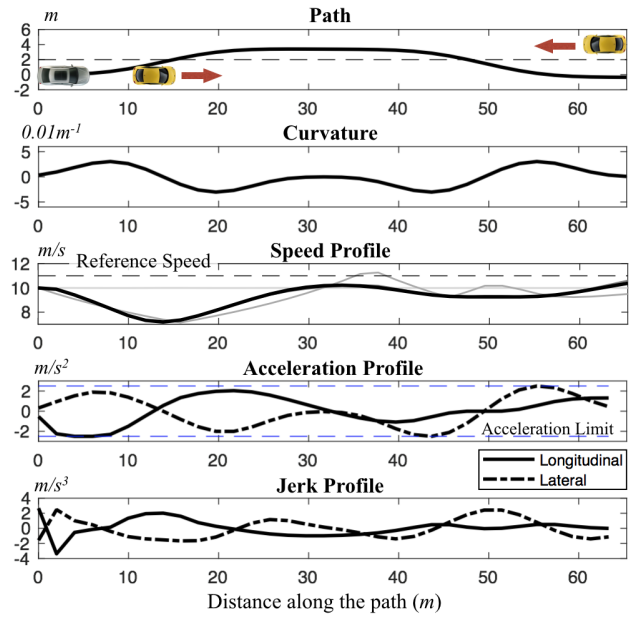 m
Path
6
4
2
0
-2
0 10 20 30 40 50 60
0.01m⁻¹
Curvature
5
0
-5
0 10 20 30 40 50 60
m/s
Speed Profile
Reference Speed
12
10
8
0 10 20 30 40 50 60
m/s²
Acceleration Profile
2
0
-2
Acceleration Limit
0 10 20 30 40 50 60
Longitudinal
Lateral
m/s³
Jerk Profile
4
2
0
-2
-4
0 10 20 30 40 50 60
Distance along the path (m)